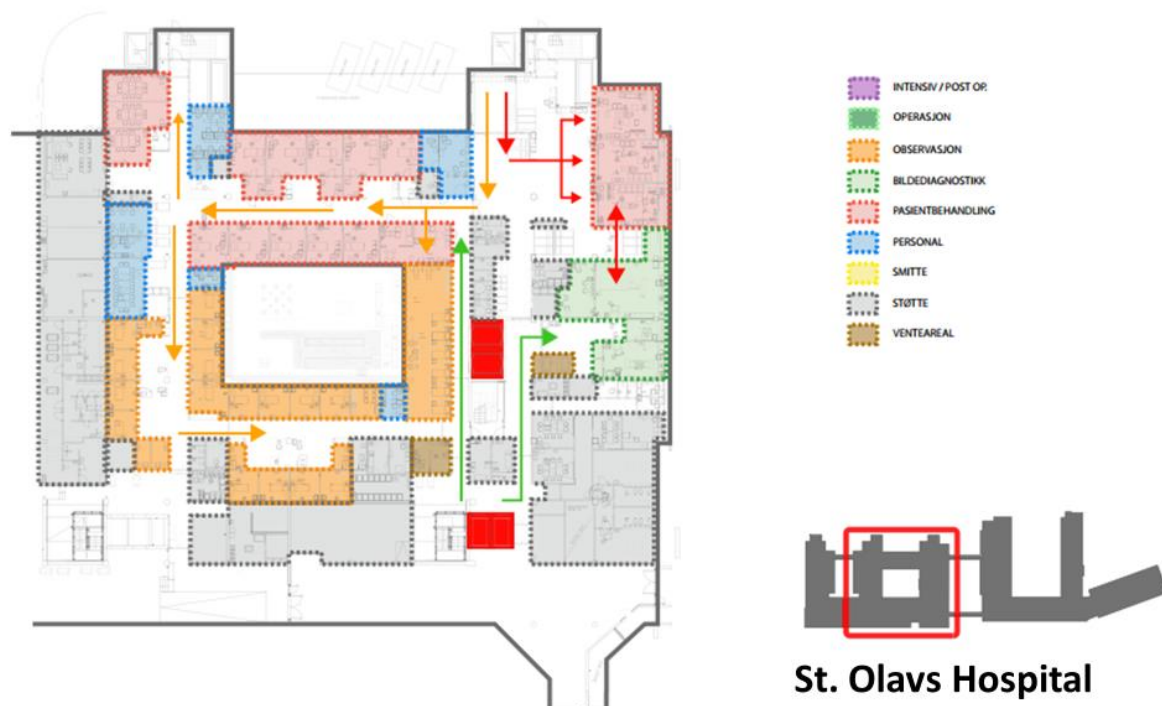 INTENSIV / POST OP.
OPERASJON
OBSERVASJON
BILDEDIAGNOSTIKK
PASIENTBEHANDLING
PERSONAL
SMITTE
STØTTE
VENTEAREAL
St. Olavs Hospital